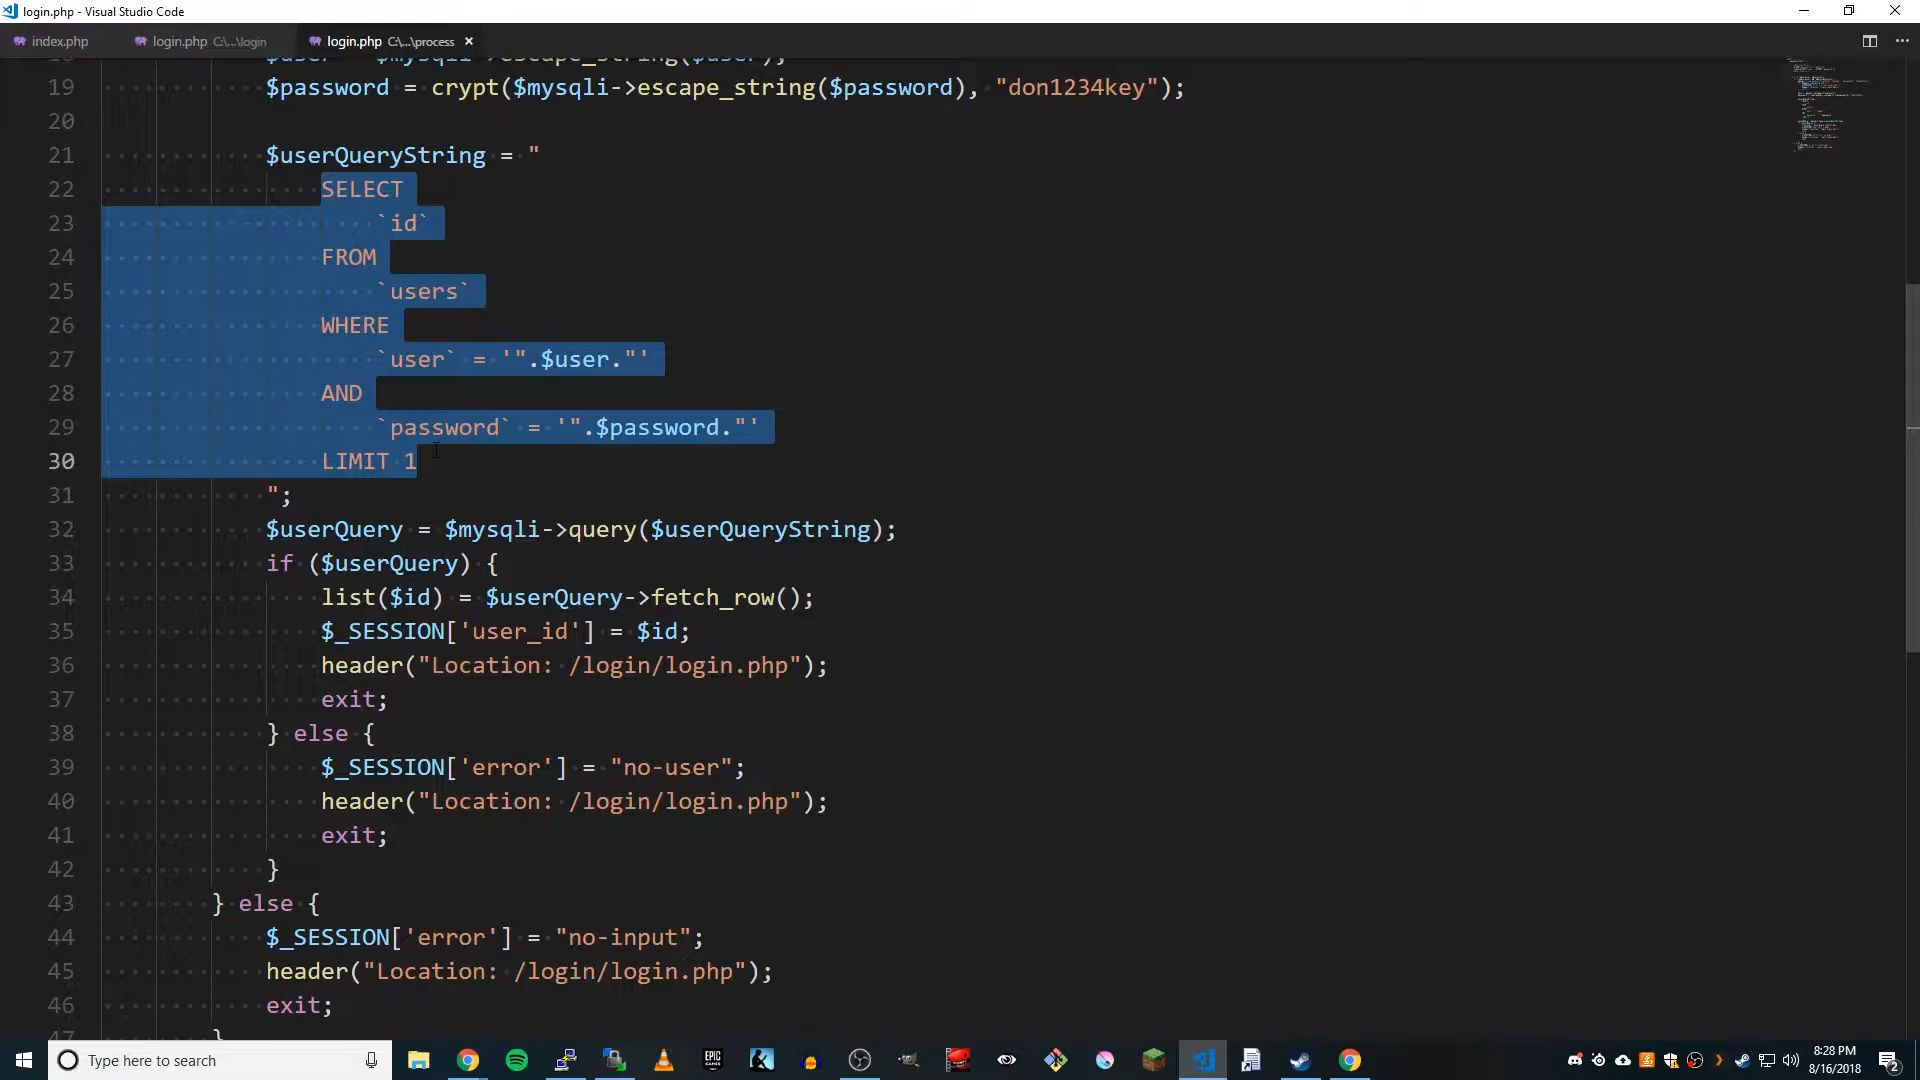 login.php - Visual Studio Code
index.php
login.php C:\...\login
login.php C:\...\process
19 $password = crypt($mysqli->escape_string($password), "don1234key");
20
21 $userQueryString = "
22 SELECT
23 `id`
24 FROM
25 `users`
26 WHERE
27 `user` = '".$user."'
28 AND
29 `password` = '".$password."'
30 LIMIT 1
31 ";
32 $userQuery = $mysqli->query($userQueryString);
33 if ($userQuery) {
34 list($id) = $userQuery->fetch_row();
35 $_SESSION['user_id'] = $id;
36 header("Location: /login/login.php");
37 exit;
38 } else {
39 $_SESSION['error'] = "no-user";
40 header("Location: /login/login.php");
41 exit;
42 }
43 } else {
44 $_SESSION['error'] = "no-input";
45 header("Location: /login/login.php");
46 exit;
Type here to search
EPIC GAMES
8:28 PM
8/16/2018
2